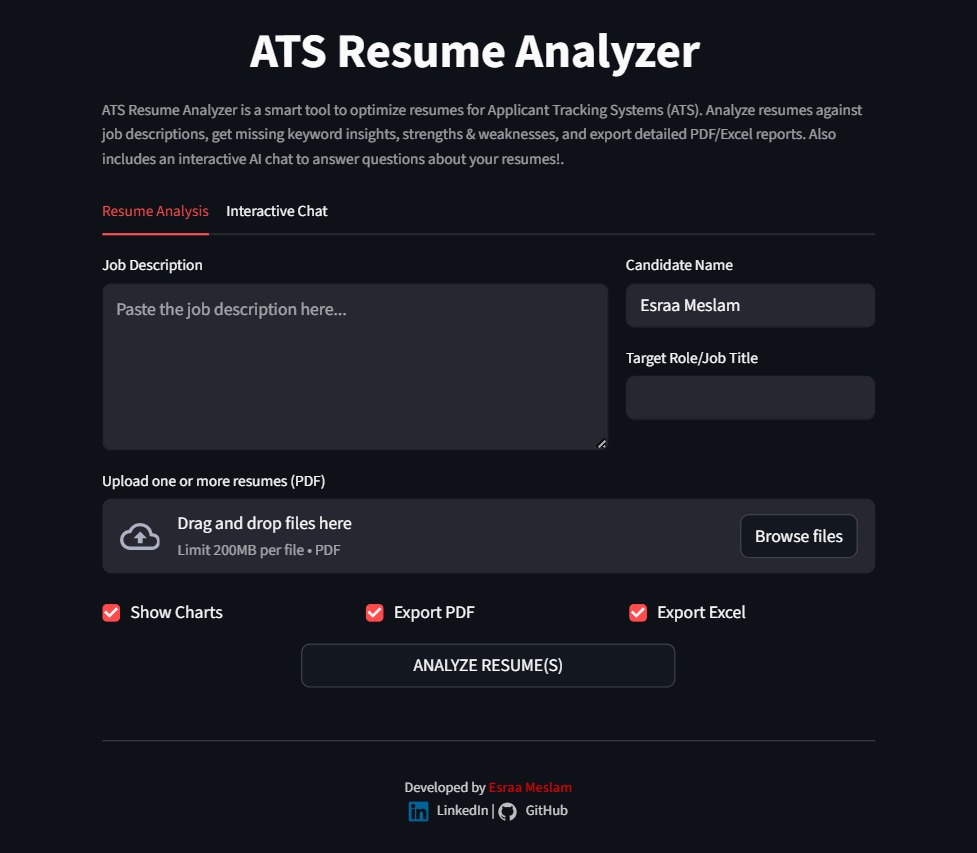 ATS Resume Analyzer
ATS Resume Analyzer is a smart tool to optimize resumes for Applicant Tracking Systems (ATS). Analyze resumes against
job descriptions, get missing keyword insights, strengths & weaknesses, and export detailed PDF/Excel reports. Also
includes an interactive AI chat to answer questions about your resumes!.
Resume Analysis Interactive Chat
Job Description
Paste the job description here...
Candidate Name
Esraa Meslam
Target Role/Job Title
Upload one or more resumes (PDF)
Drag and drop files here
Limit 200MB per file • PDF
Browse files
Show Charts Export PDF Export Excel
ANALYZE RESUME(S)
Developed by Esraa Meslam
in LinkedIn | GitHub